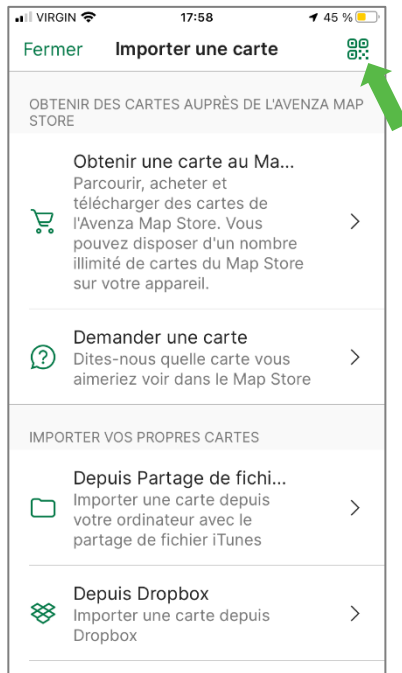 VIRGIN 17:58 45 %
Fermer Importer une carte
OBTENIR DES CARTES AUPRÈS DE L'AVENZA MAP
STORE
Obtenir une carte au Ma...
Parcourir, acheter et
télécharger des cartes de
l'Avenza Map Store. Vous
pouvez disposer d'un nombre
illimité de cartes du Map Store
sur votre appareil.
Demander une carte
Dites-nous quelle carte vous
aimeriez voir dans le Map Store
IMPORTER VOS PROPRES CARTES
Depuis Partage de fichi...
Importer une carte depuis
votre ordinateur avec le
partage de fichier iTunes
Depuis Dropbox
Importer une carte depuis
Dropbox